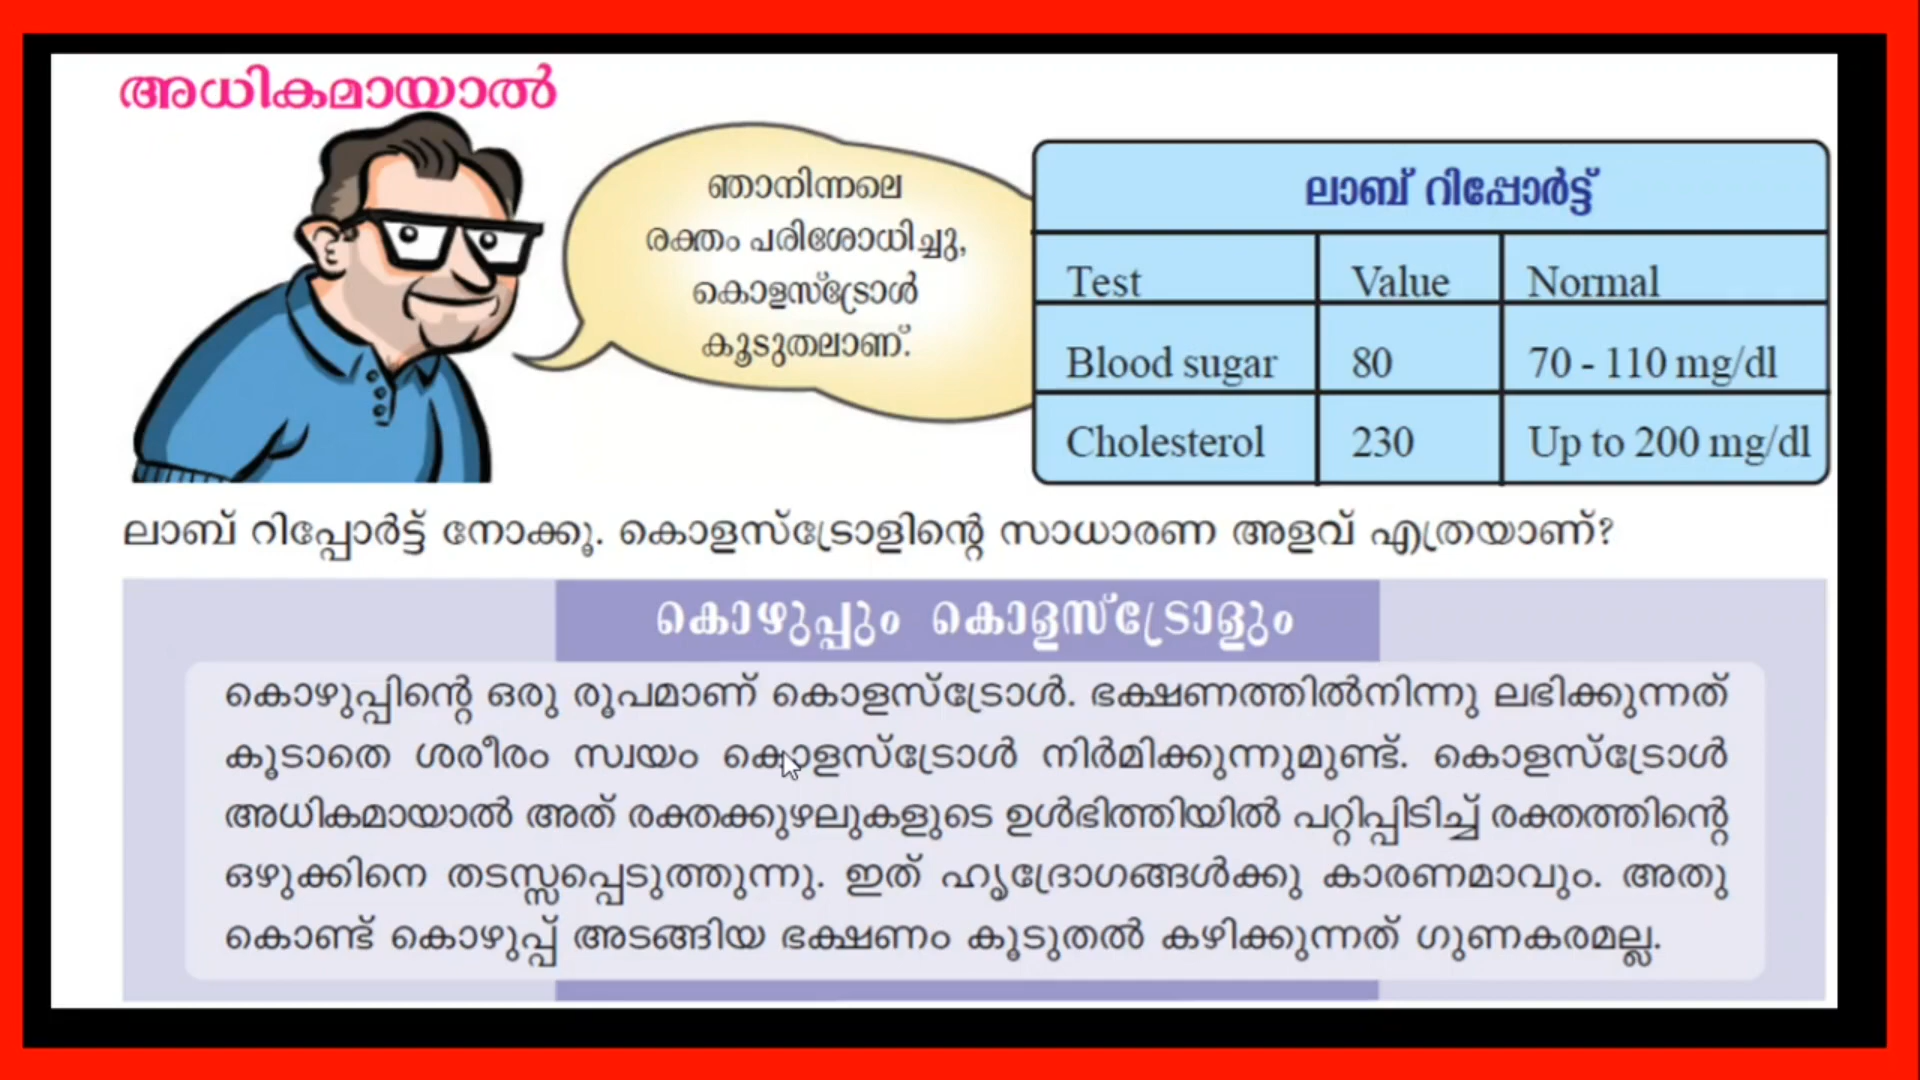 അധികമായാൽ
ഞാനിന്നലെ
രക്തം പരിശോധിച്ചു,
കൊളസ്ട്രോൾ
കൂടുതലാണ്.
ലാബ് റിപ്പോർട്ട്
Test Value Normal
Blood sugar 80 70 - 110 mg/dl
Cholesterol 230 Up to 200 mg/dl
ലാബ് റിപ്പോർട്ട് നോക്കൂ. കൊളസ്ട്രോളിന്റെ സാധാരണ അളവ് എത്രയാണ്?
കൊഴുപ്പും കൊളസ്ട്രോളും
കൊഴുപ്പിന്റെ ഒരു രൂപമാണ് കൊളസ്ട്രോൾ. ഭക്ഷണത്തിൽനിന്നു ലഭിക്കുന്നത്
കൂടാതെ ശരീരം സ്വയം കൊളസ്ട്രോൾ നിർമിക്കുന്നുമുണ്ട്. കൊളസ്ട്രോൾ
അധികമായാൽ അത് രക്തക്കുഴലുകളുടെ ഉൾഭിത്തിയിൽ പറ്റിപ്പിടിച്ച് രക്തത്തിന്റെ
ഒഴുക്കിനെ തടസ്സപ്പെടുത്തുന്നു. ഇത് ഹൃദ്രോഗങ്ങൾക്കു കാരണമാവും. അതു
കൊണ്ട് കൊഴുപ്പ് അടങ്ങിയ ഭക്ഷണം കൂടുതൽ കഴിക്കുന്നത് ഗുണകരമല്ല.